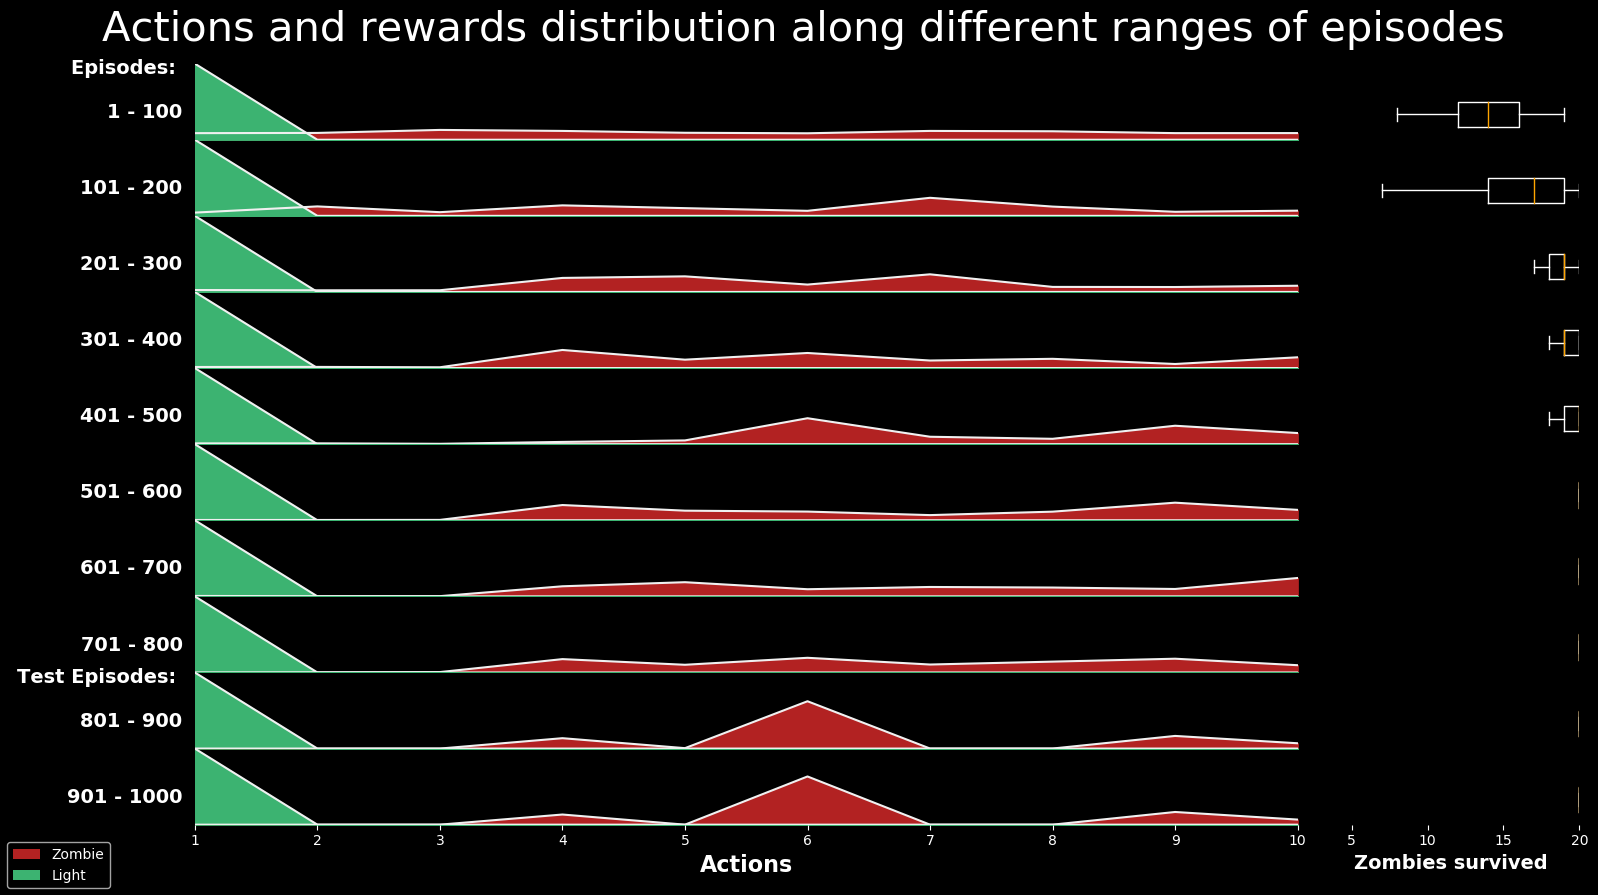 Actions and rewards distribution along different ranges of episodes
Episodes:
1 - 100
101 - 200
201 - 300
301 - 400
401 - 500
501 - 600
601 - 700
701 - 800
Test Episodes:
801 - 900
901 - 1000
1 2 3 4 5 6 7 8 9 10
5 10 15 20
Actions
Zombies survived
Zombie
Light